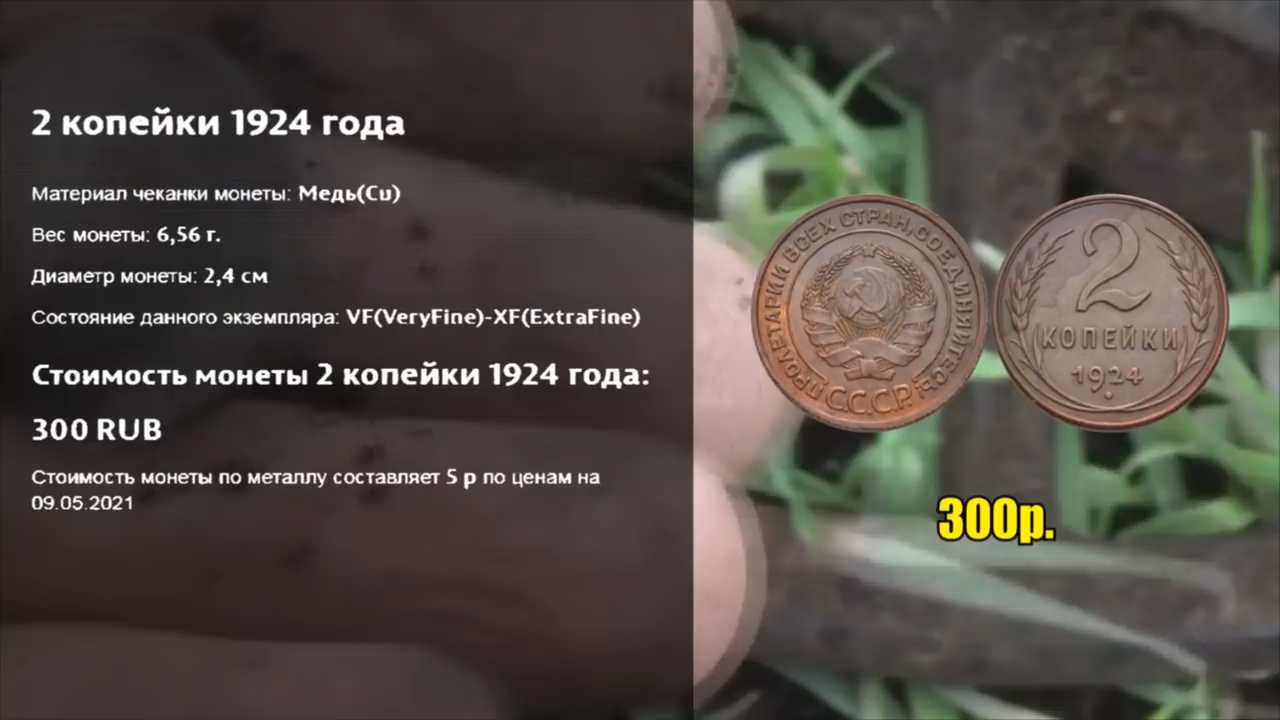 2 копейки 1924 года
Материал чеканки монеты: Медь(Cu)
Вес монеты: 6,56 г.
Диаметр монеты: 2,4 см
Состояние данного экземпляра: VF(VeryFine)-XF(ExtraFine)
Стоимость монеты 2 копейки 1924 года:
300 RUB
Стоимость монеты по металлу составляет 5 р по ценам на
09.05.2021
ПРОЛЕТАРИИ ВСЕХ СТРАН, СОЕДИНЯЙТЕСЬ!
С.С.С.Р.
2
КОПЕЙКИ
1924
300р.